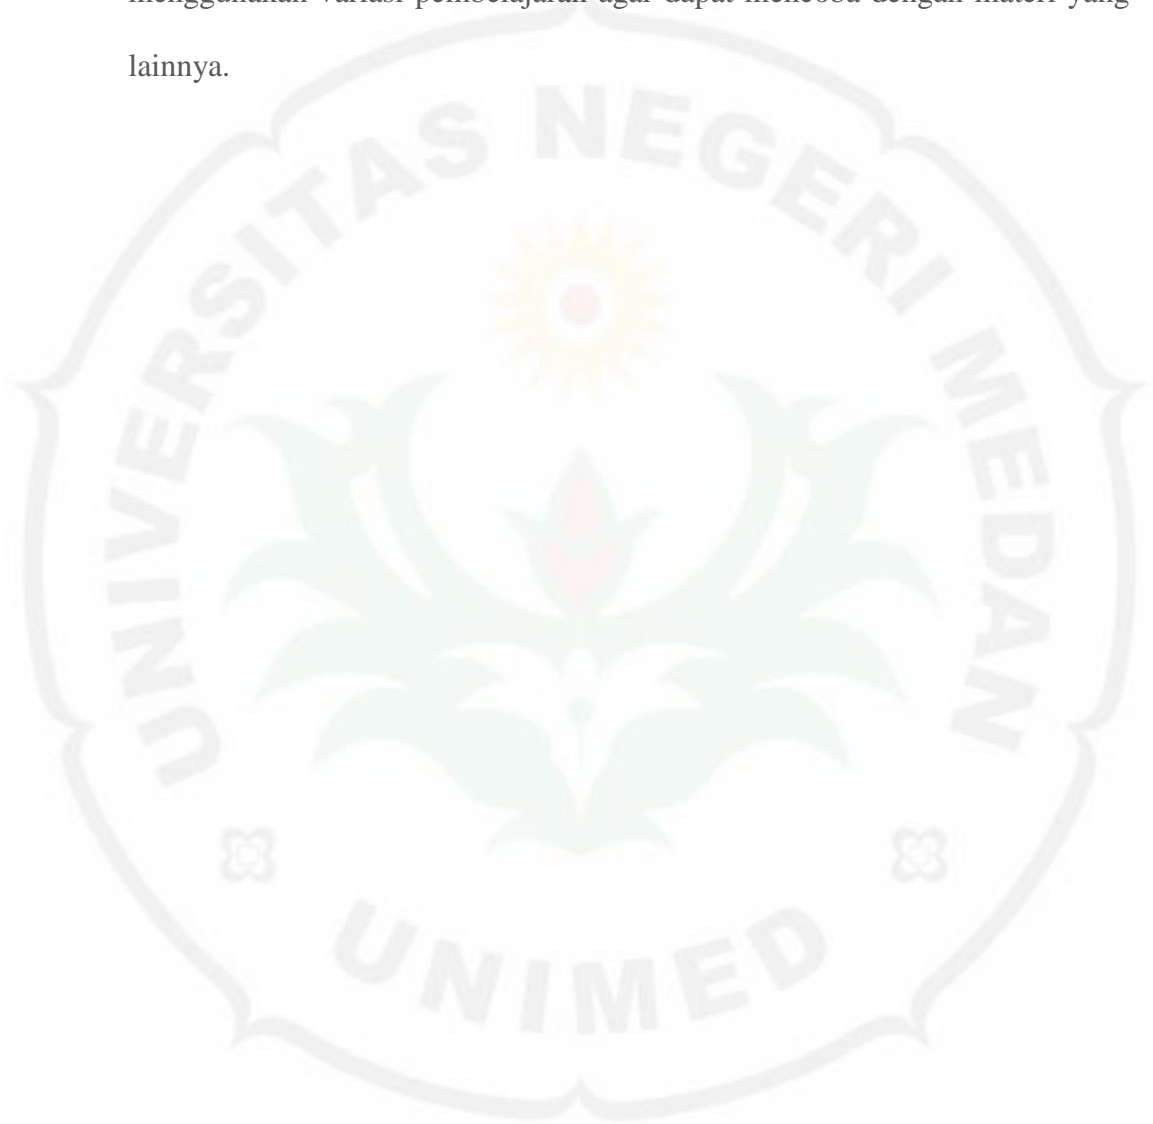 menggunakan variasi pembelajaran agar dapat mencoba dengan materi yang
lainnya.
UNIVERSITAS NEGERI MEDAN
UNIMED